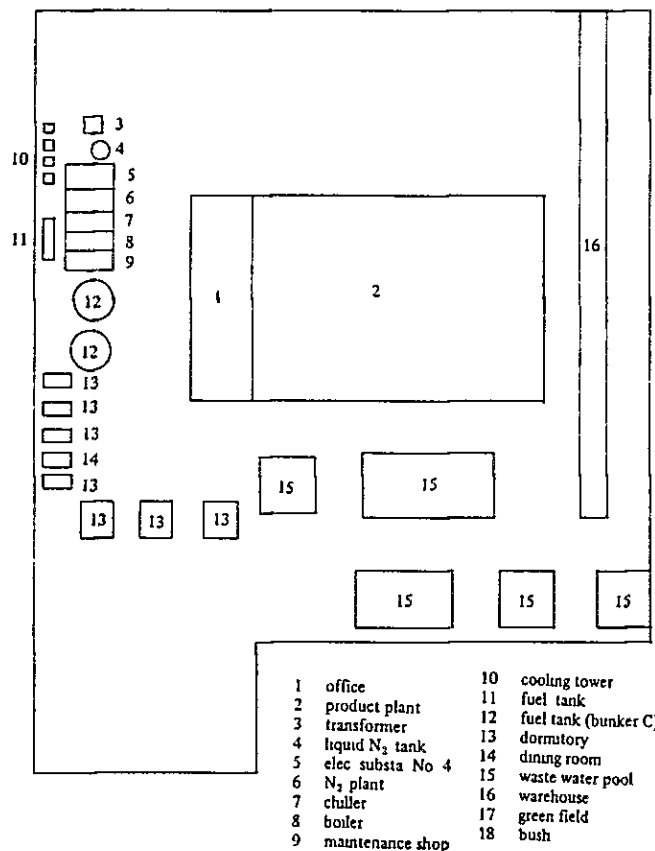 3
4
10
5
6
7
11
8
9
16
1
2
12
12
13
13
13
14
13
15
15
13
13
13
15
15
15
1 office
2 product plant
3 transformer
4 liquid N₂ tank
5 elec substa No 4
6 N₂ plant
7 chiller
8 boiler
9 maintenance shop
10 cooling tower
11 fuel tank
12 fuel tank (bunker C)
13 dormitory
14 dining room
15 waste water pool
16 warehouse
17 green field
18 bush